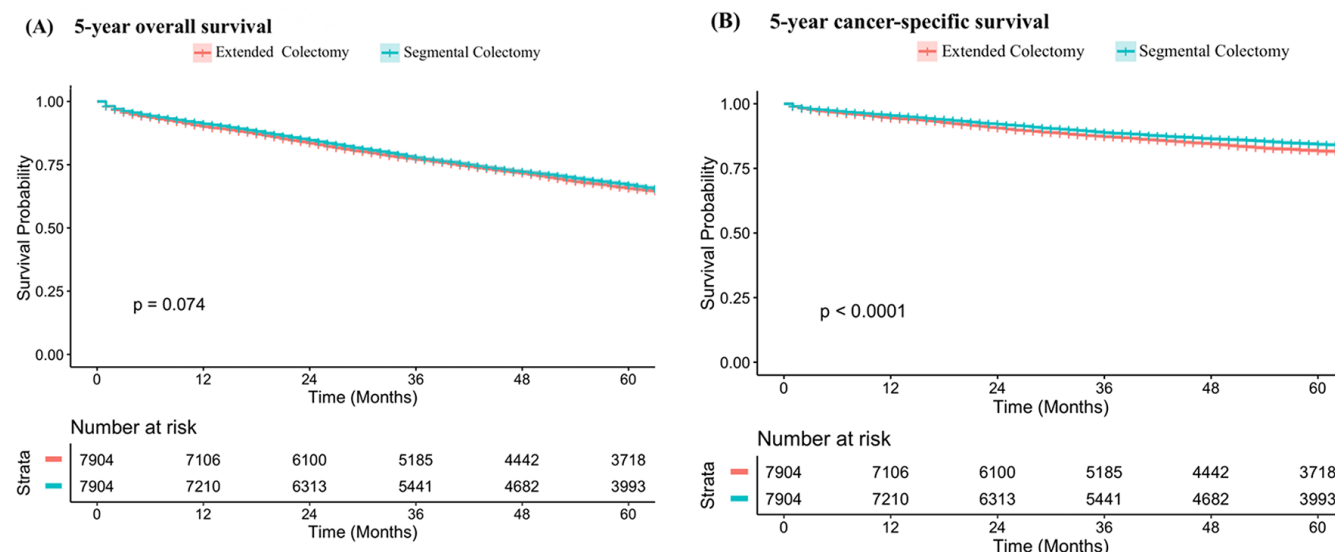 (A) 5-year overall survival
Extended Colectomy Segmental Colectomy
1.00
0.75
0.50
0.25
0.00
Survival Probability
p = 0.074
0 12 24 36 48 60
Time (Months)
Number at risk
Strata
7904 7106 6100 5185 4442 3718
7904 7210 6313 5441 4682 3993
0 12 24 36 48 60
Time (Months)
(B) 5-year cancer-specific survival
Extended Colectomy Segmental Colectomy
1.00
0.75
0.50
0.25
0.00
Survival Probability
p < 0.0001
0 12 24 36 48 60
Time (Months)
Number at risk
Strata
7904 7106 6100 5185 4442 3718
7904 7210 6313 5441 4682 3993
0 12 24 36 48 60
Time (Months)